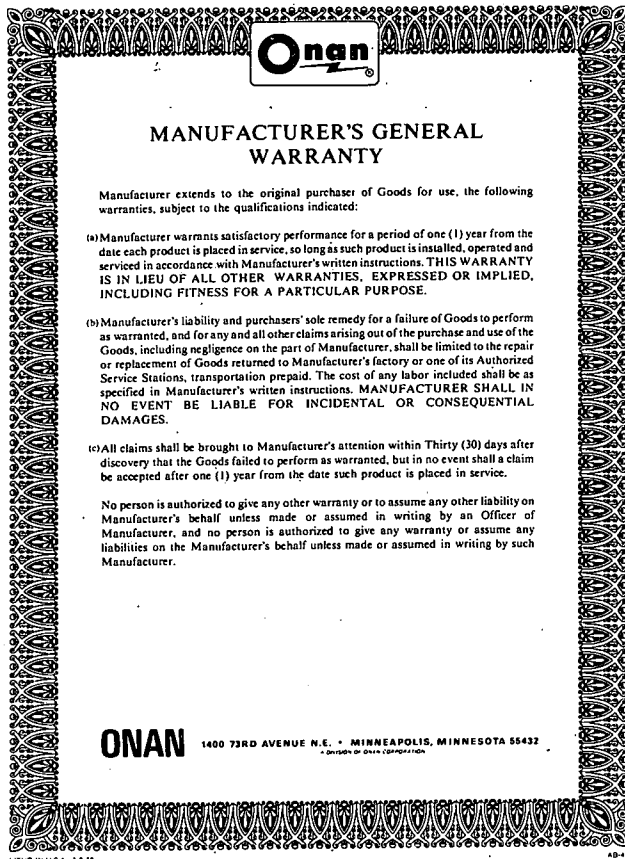 Onan
®
MANUFACTURER'S GENERAL
WARRANTY
Manufacturer extends to the original purchaser of Goods for use, the following
warranties, subject to the qualifications indicated:
(a) Manufacturer warrants satisfactory performance for a period of one (1) year from the
date each product is placed in service, so long as such product is installed, operated and
serviced in accordance with Manufacturer's written instructions. THIS WARRANTY
IS IN LIEU OF ALL OTHER WARRANTIES, EXPRESSED OR IMPLIED,
INCLUDING FITNESS FOR A PARTICULAR PURPOSE.
(b) Manufacturer's liability and purchasers' sole remedy for a failure of Goods to perform
as warranted, and for any and all other claims arising out of the purchase and use of the
Goods, including negligence on the part of Manufacturer, shall be limited to the repair
or replacement of Goods returned to Manufacturer's factory or one of its Authorized
Service Stations, transportation prepaid. The cost of any labor included shall be as
specified in Manufacturer's written instructions. MANUFACTURER SHALL IN
NO EVENT BE LIABLE FOR INCIDENTAL OR CONSEQUENTIAL
DAMAGES.
(c) All claims shall be brought to Manufacturer's attention within Thirty (30) days after
discovery that the Goods failed to perform as warranted, but in no event shall a claim
be accepted after one (1) year from the date such product is placed in service.
No person is authorized to give any other warranty or to assume any other liability on
Manufacturer's behalf unless made or assumed in writing by an Officer of
Manufacturer, and no person is authorized to give any warranty or assume any
liabilities on the Manufacturer's behalf unless made or assumed in writing by such
Manufacturer.
ONAN 1400 73RD AVENUE N.E. • MINNEAPOLIS, MINNESOTA 55432
A DIVISION OF ONAN CORPORATION